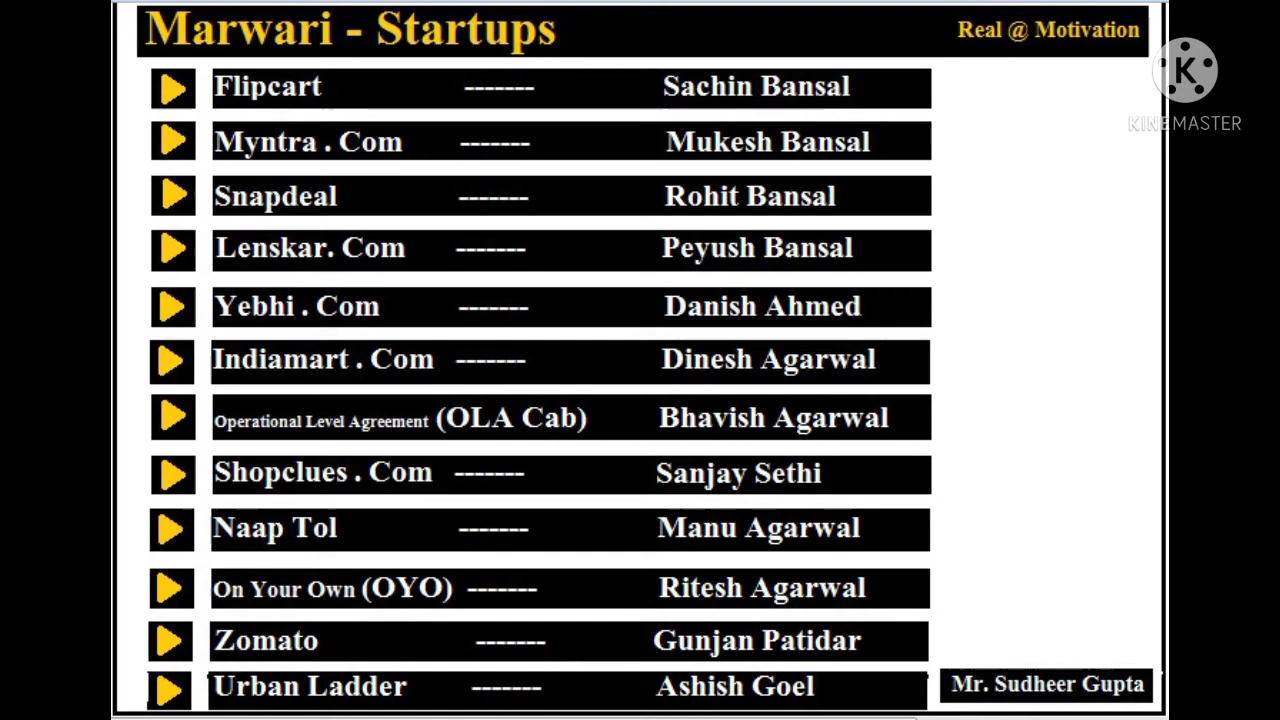 Marwari - Startups
Real @ Motivation
K
KINEMASTER
Flipcart ------- Sachin Bansal
Myntra . Com ------- Mukesh Bansal
Snapdeal ------- Rohit Bansal
Lenskar. Com ------- Peyush Bansal
Yebhi . Com ------- Danish Ahmed
Indiamart . Com ------- Dinesh Agarwal
Operational Level Agreement (OLA Cab) Bhavish Agarwal
Shopclues . Com ------- Sanjay Sethi
Naap Tol ------- Manu Agarwal
On Your Own (OYO) ------- Ritesh Agarwal
Zomato ------- Gunjan Patidar
Urban Ladder ------- Ashish Goel
Mr. Sudheer Gupta